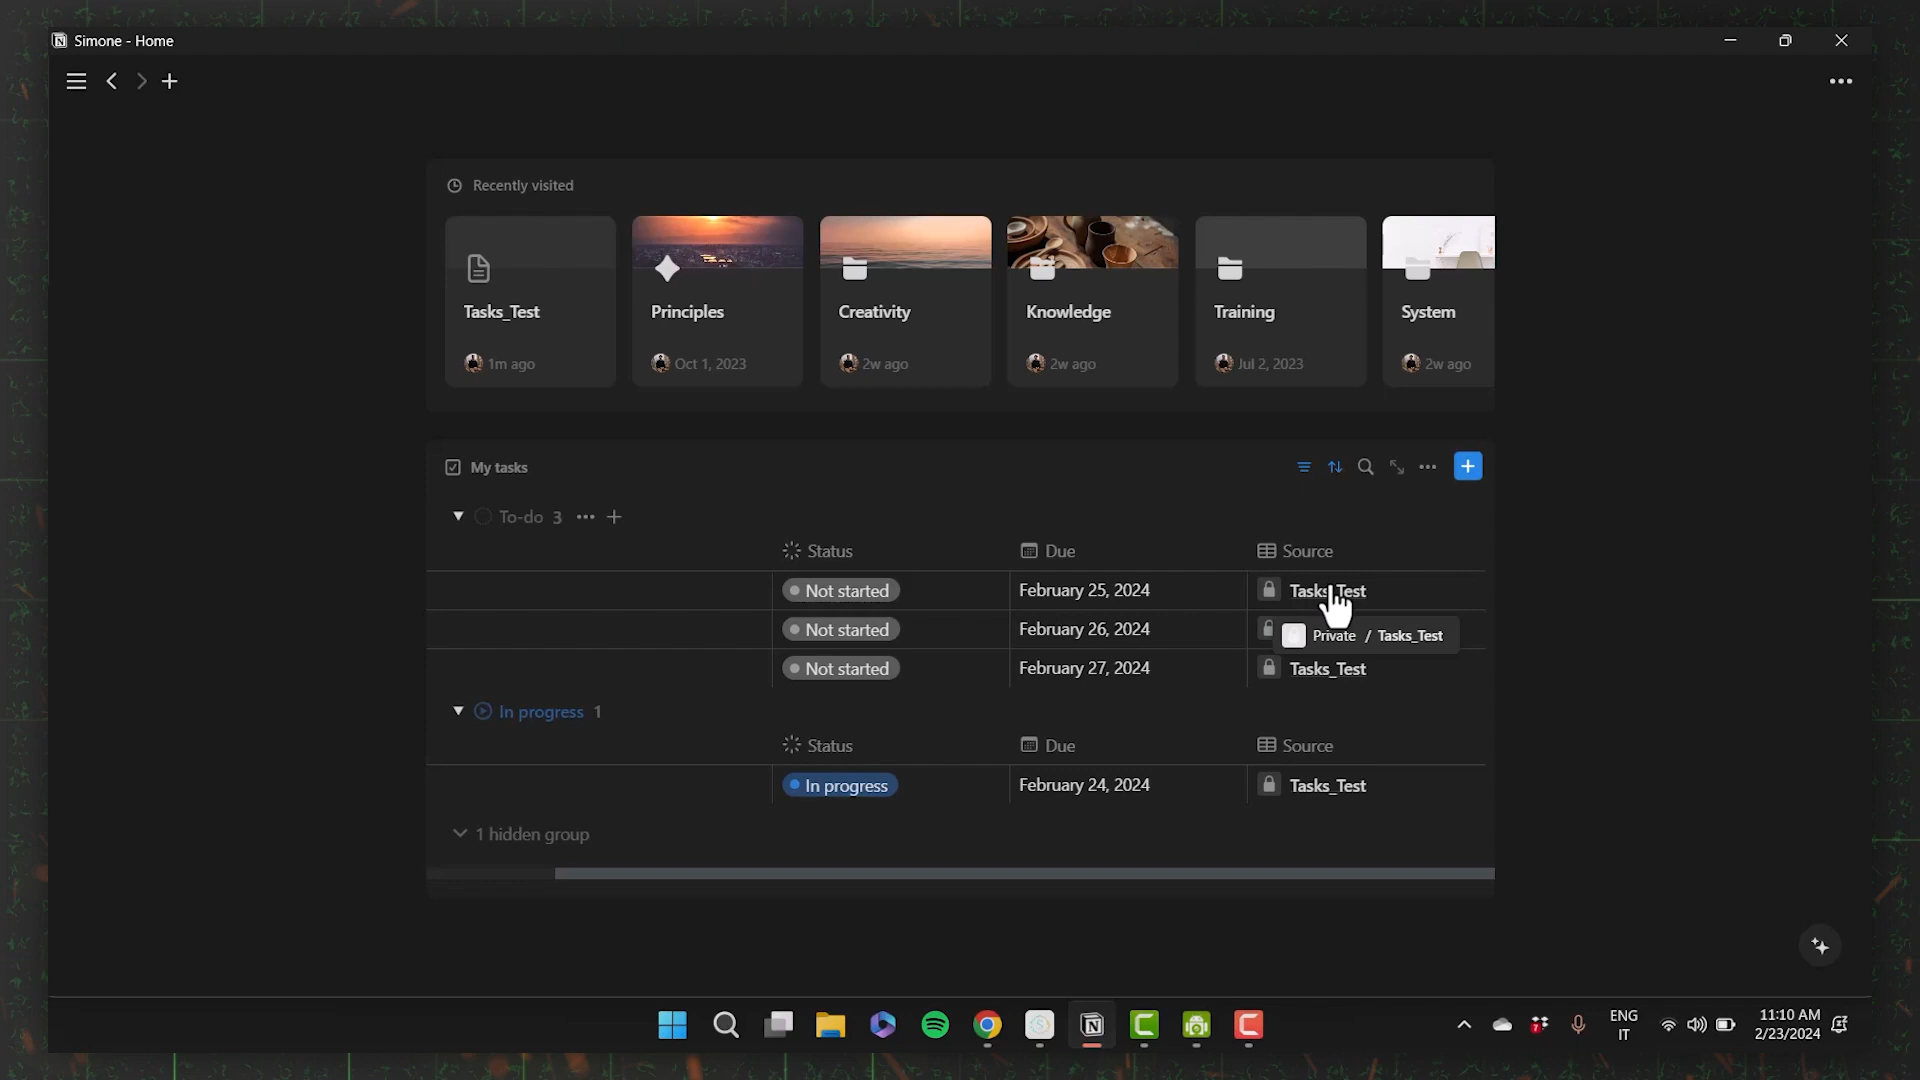 Simone - Home
Recently visited
Tasks_Test
Principles
Creativity
Knowledge
Training
System
1m ago
Oct 1, 2023
2w ago
2w ago
Jul 2, 2023
2w ago
My tasks
To-do 3
Status Due Source
Not started February 25, 2024 Tasks_Test
Not started February 26, 2024
Private / Tasks_Test
Not started February 27, 2024 Tasks_Test
In progress 1
Status Due Source
In progress February 24, 2024 Tasks_Test
1 hidden group
ENG
IT
11:10 AM
2/23/2024